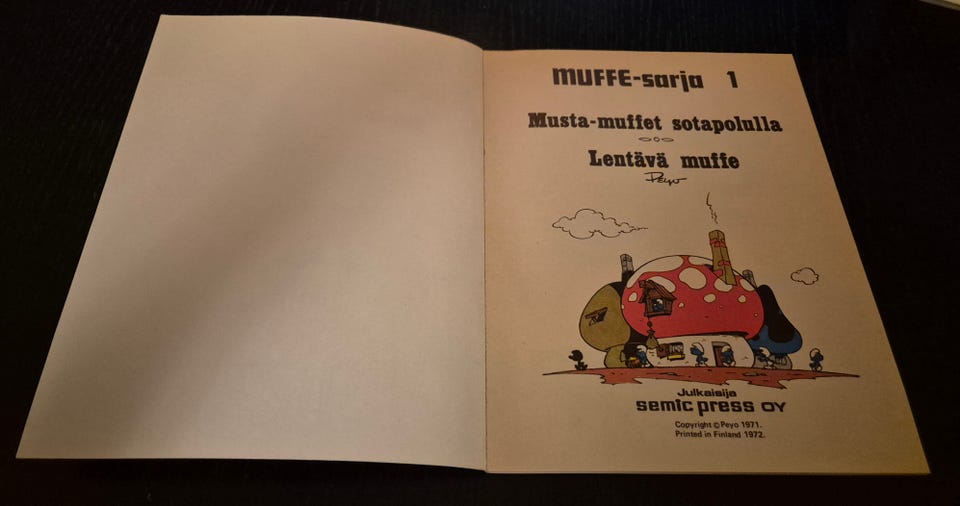 MUFFE-sarja 1
Musta-muffet sotapolulla
Lentävä muffe
Peyo
Julkaisija
semic press OY
Copyright © Peyo 1971.
Printed in Finland 1972.